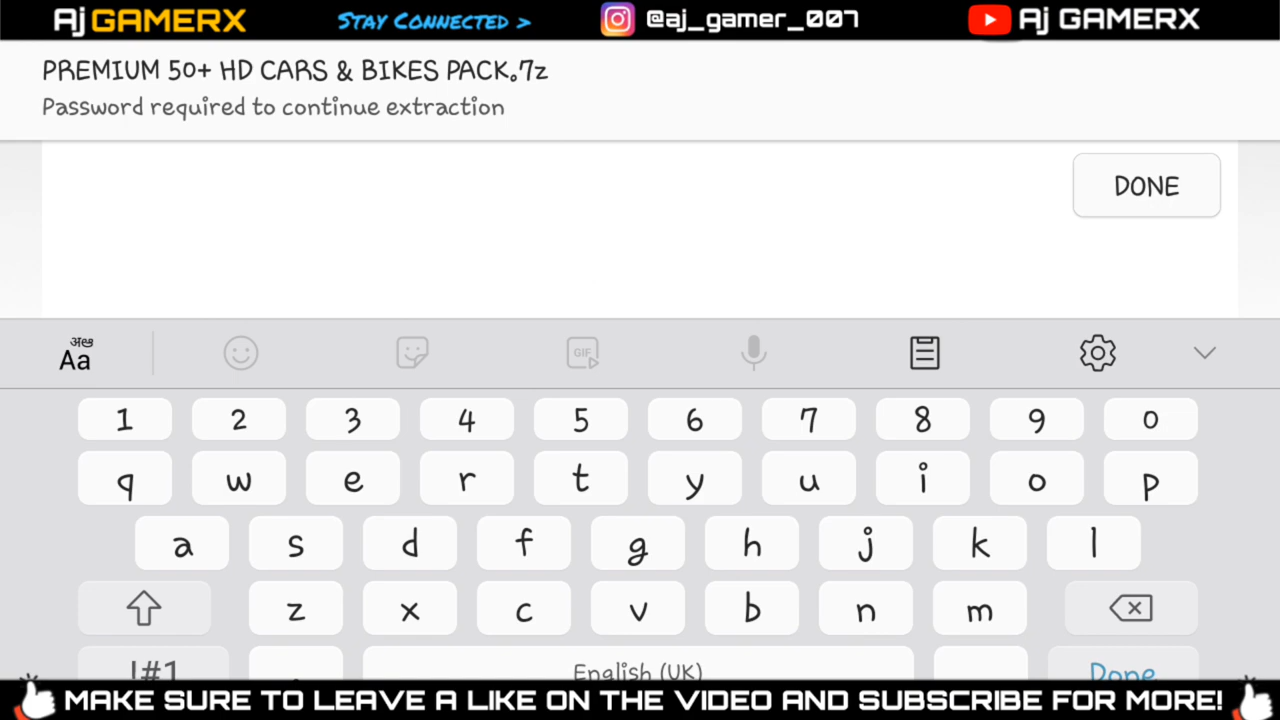 Aj GAMERX STAY CONNECTED > @aj_gamer_007 Aj GAMERX
PREMIUM 50+ HD CARS & BIKES PACK.7z
Password required to continue extraction
DONE
अआ
Aa GIF
1 2 3 4 5 6 7 8 9 0
q w e r t y u i o p
a s d f g h j k l
z x c v b n m
!#1 , English (UK) Done
MAKE SURE TO LEAVE A LIKE ON THE VIDEO AND SUBSCRIBE FOR MORE!